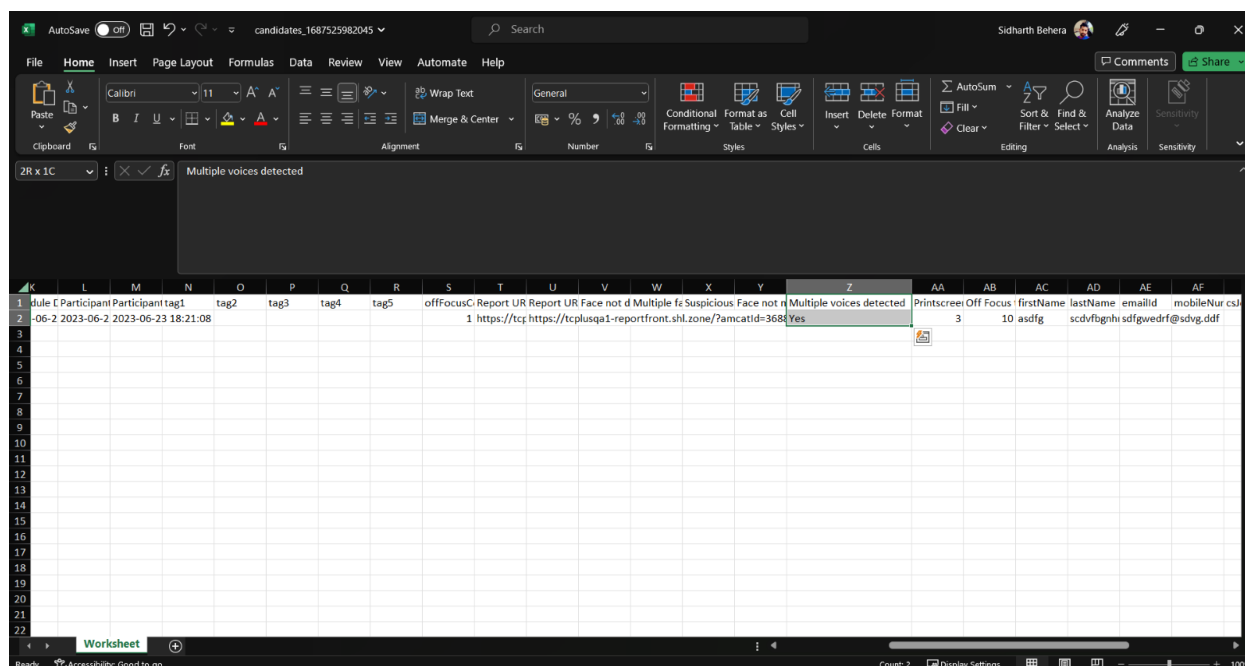 AutoSave Off candidates_1687525982045 Search Sidharth Behera
File Home Insert Page Layout Formulas Data Review View Automate Help Comments Share
Calibri 11 A^ A˅ Wrap Text General AutoSum
Paste B I U A Merge & Center % 9 Conditional Formatting Format as Table Cell Styles Insert Delete Format Fill Clear Sort & Filter Find & Select Analyze Data Sensitivity
Clipboard Font Alignment Number Styles Cells Editing Analysis Sensitivity
2R x 1C fx Multiple voices detected
K L M N O P Q R S T U V W X Y Z AA AB AC AD AE AF
1 dule D Participant Participant tag1 tag2 tag3 tag4 tag5 offFocusC Report UR Report UR Face not d Multiple fa Suspicious Face not n Multiple voices detected Printscreen Off Focus firstName lastName emailId mobileNur
2 -06-2 2023-06-2 2023-06-23 18:21:08 1 https://tcp https://tcplusqa1-reportfront.shl.zone/?amcatId=368 Yes 3 10 asdfg scdvfbgnh sdfgwedrf@sdvg.ddf
3
4
5
6
7
8
9
10
11
12
13
14
15
16
17
18
19
20
21
22
Worksheet
Ready Accessibility: Good to go Count: 2 Display Settings 100